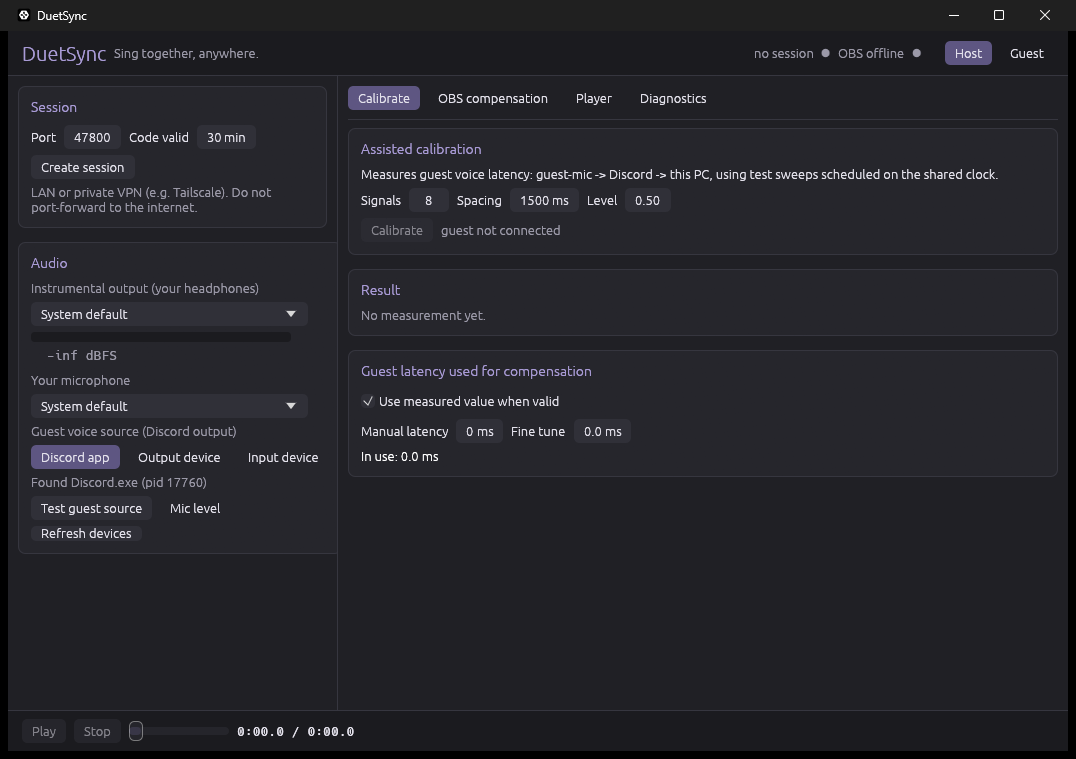 DuetSync
DuetSync Sing together, anywhere.
no session OBS offline Host Guest
Session
Port 47800 Code valid 30 min
Create session
LAN or private VPN (e.g. Tailscale). Do not
port-forward to the internet.
Audio
Instrumental output (your headphones)
System default
-inf dBFS
Your microphone
System default
Guest voice source (Discord output)
Discord app Output device Input device
Found Discord.exe (pid 17760)
Test guest source Mic level
Refresh devices
Calibrate OBS compensation Player Diagnostics
Assisted calibration
Measures guest voice latency: guest-mic -> Discord -> this PC, using test sweeps scheduled on the shared clock.
Signals 8 Spacing 1500 ms Level 0.50
Calibrate guest not connected
Result
No measurement yet.
Guest latency used for compensation
Use measured value when valid
Manual latency 0 ms Fine tune 0.0 ms
In use: 0.0 ms
Play Stop 0:00.0 / 0:00.0